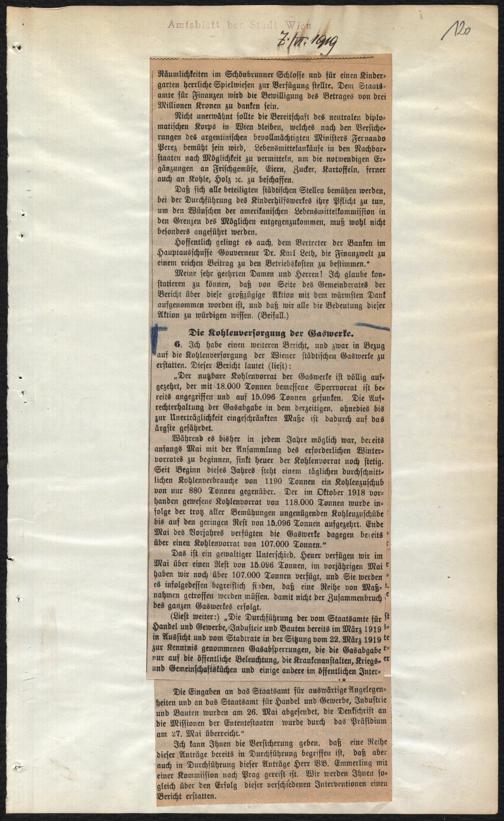 Amtsblatt der Stadt Wien
7./VI. 1919
120
Räumlichkeiten im Schönbrunner Schlosse und für einen Kinder-
garten herrliche Spielwiesen zur Verfügung stellte. Dem Staats-
amte für Finanzen wird die Bewilligung des Betrages von drei
Millionen Kronen zu danken sein.
Nicht unerwähnt sollte die Bereitschaft des neutralen diplo-
matischen Korps in Wien bleiben, welches nach den Versiche-
rungen des argentinischen bevollmächtigten Ministers Fernando
Perez bemüht sein wird, Lebensmittelankäufe in den Nachbar-
staaten nach Möglichkeit zu vermitteln, um die notwendigen Er-
gänzungen an Frischgemüse, Eiern, Zucker, Kartoffeln, ferner
auch an Kohle, Holz ꝛc. zu beschaffen.
Daß sich alle beteiligten städtischen Stellen bemühen werden,
bei der Durchführung des Kinderhilfswerkes ihre Pflicht zu tun,
um den Wünschen der amerikanischen Lebensmittelkommission in
den Grenzen des Möglichen entgegenzukommen, muß wohl nicht
besonders angeführt werden.
Hoffentlich gelingt es auch, dem Vertreter der Banken im
Hauptausschusse Gouverneur Dr. Karl Leth, die Finanzwelt zu
einem reichen Beitrag zu den Betriebskosten zu bestimmen."
Meine sehr geehrten Damen und Herren! Ich glaube kon-
statieren zu können, daß von Seite des Gemeinderates der
Bericht über diese großzügige Aktion mit dem wärmsten Dank
aufgenommen worden ist, und daß wir alle die Bedeutung dieser
Aktion zu würdigen wissen. (Beifall.)
Die Kohlenversorgung der Gaswerke.
6. Ich habe einen weiteren Bericht, und zwar in Bezug
auf die Kohlenversorgung der Wiener städtischen Gaswerke zu
erstatten. Dieser Bericht lautet (liest):
„Der nutzbare Kohlenvorrat der Gaswerke ist völlig auf-
gezehrt, der mit 18.000 Tonnen bemessene Sperrvorrat ist be-
reits angegriffen und auf 15.096 Tonnen gesunken. Die Auf-
rechterhaltung der Gasabgabe in dem derzeitigen, ohnedies bis
zur Unerträglichkeit eingeschränkten Maße ist dadurch auf das
ärgste gefährdet.
Während es bisher in jedem Jahre möglich war, bereits
anfangs Mai mit der Ansammlung des erforderlichen Winter-
vorrates zu beginnen, sinkt heuer der Kohlenvorrat noch stetig.
Seit Beginn dieses Jahres steht einem täglichen durchschnitt-
lichen Kohlenverbrauche von 1190 Tonnen ein Kohlenzuschub
von nur 880 Tonnen gegenüber. Der im Oktober 1918 vor-
handen gewesene Kohlenvorrat von 118.000 Tonnen wurde in-
folge der trotz aller Bemühungen ungenügenden Kohlenzuschübe
bis auf den geringen Rest von 15.096 Tonnen aufgezehrt. Ende
Mai des Vorjahres verfügten die Gaswerke dagegen bereits
über einen Kohlenvorrat von 107.000 Tonnen."
Das ist ein gewaltiger Unterschied. Heuer verfügen wir im
Mai über einen Rest von 15.096 Tonnen, im vorjährigen Mai
haben wir noch über 107.000 Tonnen verfügt, und Sie werden
es infolgedessen begreiflich finden, daß eine Reihe von Maß-
nahmen getroffen werden müssen, damit nicht der Zusammenbruch
des ganzen Gaswerkes erfolgt.
(Liest weiter:) „Die Durchführung der vom Staatsamte für
Handel und Gewerbe, Industrie und Bauten bereits im März 1919
in Aussicht und vom Stadtrate in der Sitzung vom 22. März 1919
zur Kenntnis genommenen Gasabsperrungen, die die Gasabgabe
nur auf die öffentliche Beleuchtung, die Krankenanstalten, Kriegs-
und Gemeinschaftsküchen und einige andere im öffentlichen Inter-
Die Eingaben an das Staatsamt für auswärtige Angelegen-
heiten und an das Staatsamt für Handel und Gewerbe, Industrie
und Bauten wurden am 26. Mai abgesendet, die Denkschrift an
die Missionen der Ententestaaten wurde durch das Präsidium
am 27. Mai überreicht."
Ich kann Ihnen die Versicherung geben, daß eine Reihe
dieser Anträge bereits in Durchführung begriffen ist, daß aber
auch in Durchführung dieser Anträge Herr VB. Emmerling mit
einer Kommission nach Prag gereist ist. Wir werden Ihnen so-
gleich über den Erfolg dieser verschiedenen Interventionen einen
Bericht erstatten.